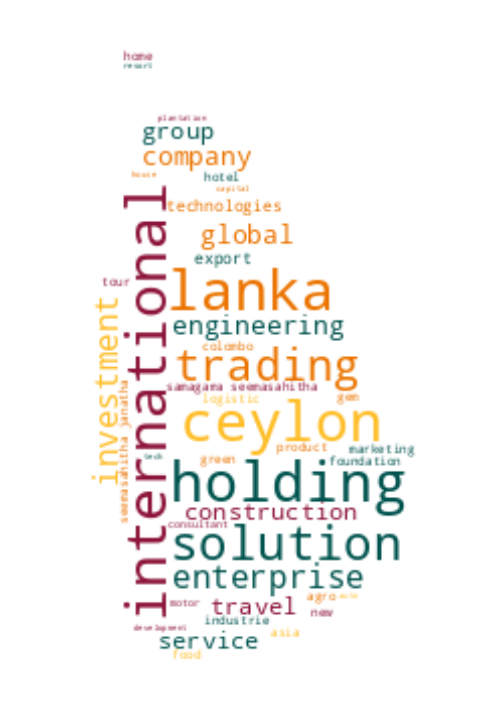 home
resort
plantation
group
company
house
hotel
capital
technologies
global
export
tour
international
lanka
investment
engineering
colombo
trading
seemasahitha janatha
samagama seemasahitha
logistic
gem
ceylon
product
marketing
tech
green
foundation
holding
construction
consultant
solution
enterprise
agro
auto
motor
travel
new
industrie
development
asia
service
food